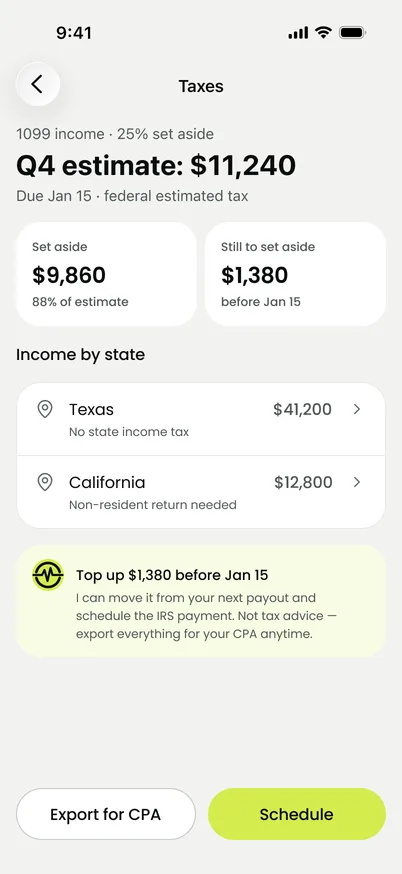 9:41
Taxes
1099 income · 25% set aside
Q4 estimate: $11,240
Due Jan 15 · federal estimated tax
Set aside
$9,860
88% of estimate
Still to set aside
$1,380
before Jan 15
Income by state
Texas
$41,200
No state income tax
California
$12,800
Non-resident return needed
Top up $1,380 before Jan 15
I can move it from your next payout and
schedule the IRS payment. Not tax advice —
export everything for your CPA anytime.
Export for CPA
Schedule